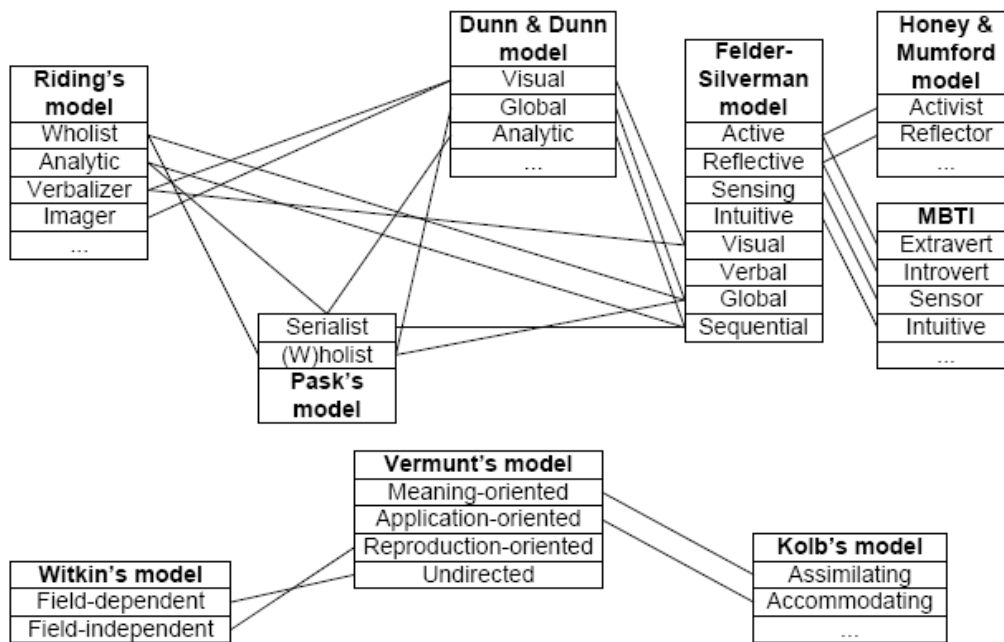 Riding's
model
Wholist
Analytic
Verbalizer
Imager
...
Dunn & Dunn
model
Visual
Global
Analytic
...
Felder-
Silverman
model
Active
Reflective
Sensing
Intuitive
Visual
Verbal
Global
Sequential
Honey &
Mumford
model
Activist
Reflector
...
MBTI
Extravert
Introvert
Sensor
Intuitive
...
Serialist
(W)holist
Pask's
model
Vermunt's model
Meaning-oriented
Application-oriented
Reproduction-oriented
Undirected
Witkin's model
Field-dependent
Field-independent
Kolb's model
Assimilating
Accommodating
...